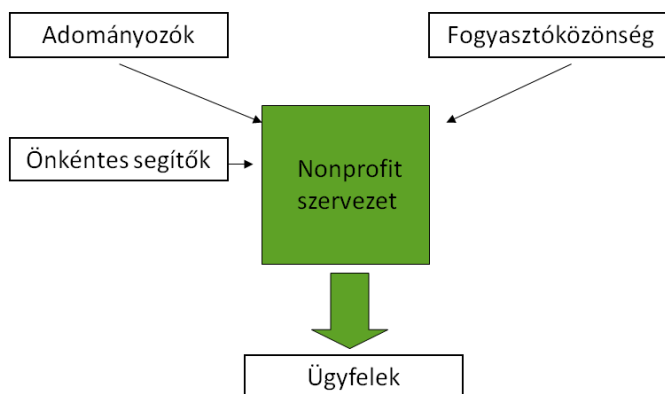 Adományozók
Fogyasztóközönség
Önkéntes segítők
Nonprofit
szervezet
Ügyfelek